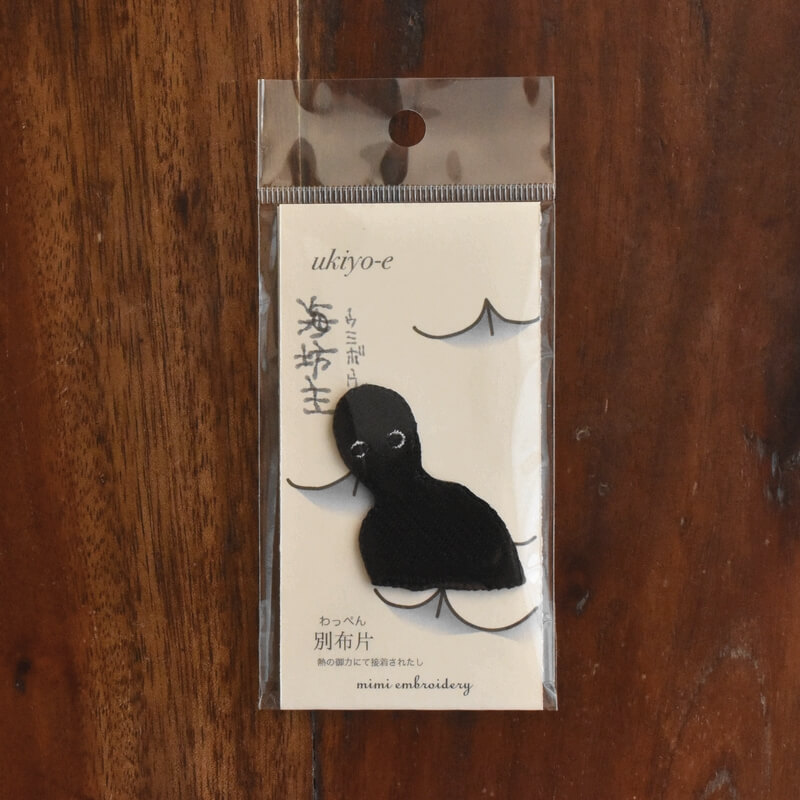 ukiyo-e
海坊主
ウミボウ
わっぺん
別布片
熱の御力にて接着されたし
mimi embroidery